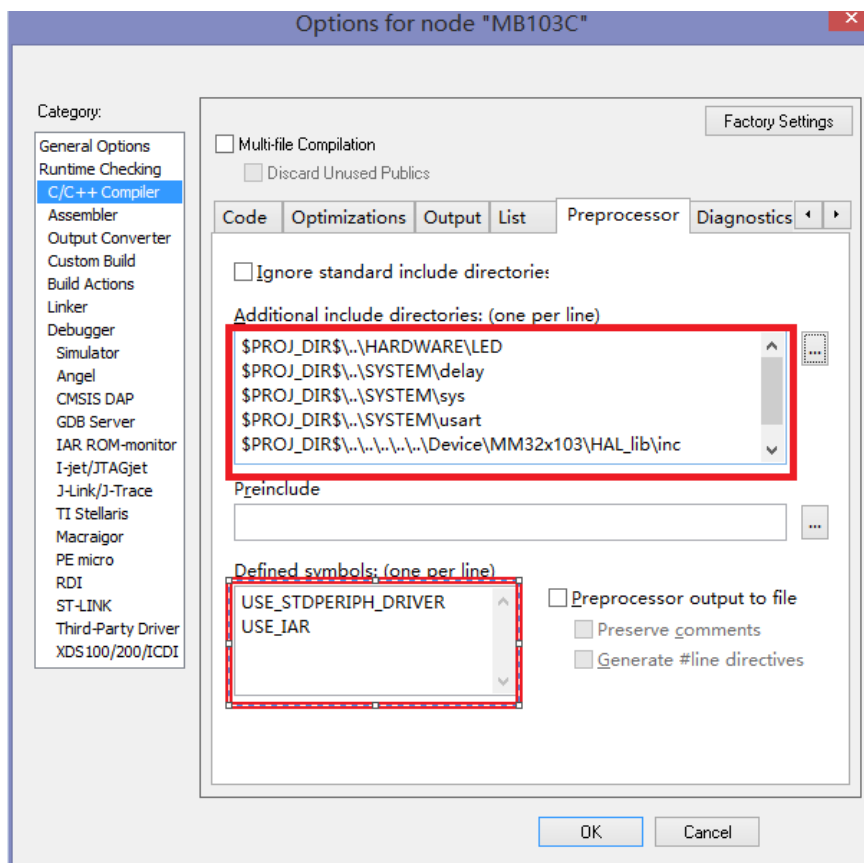 Options for node "MB103C"
Category:
Factory Settings
General Options
Runtime Checking
C/C++ Compiler
Assembler
Output Converter
Custom Build
Build Actions
Linker
Debugger
Simulator
Angel
CMSIS DAP
GDB Server
IAR ROM-monitor
I-jet/JTAGjet
J-Link/J-Trace
TI Stellaris
Macraigor
PE micro
RDI
ST-LINK
Third-Party Driver
XDS100/200/ICDI
Multi-file Compilation
Discard Unused Publics
Code Optimizations Output List Preprocessor Diagnostics
Ignore standard include directories
Additional include directories: (one per line)
$PROJ_DIR$\..\HARDWARE\LED
$PROJ_DIR$\..\SYSTEM\delay
$PROJ_DIR$\..\SYSTEM\sys
$PROJ_DIR$\..\SYSTEM\usart
$PROJ_DIR$\..\..\..\..\..\Device\MM32x103\HAL_lib\inc
...
Preinclude
...
Defined symbols: (one per line)
USE_STDPERIPH_DRIVER
USE_IAR
Preprocessor output to file
Preserve comments
Generate #line directives
OK Cancel